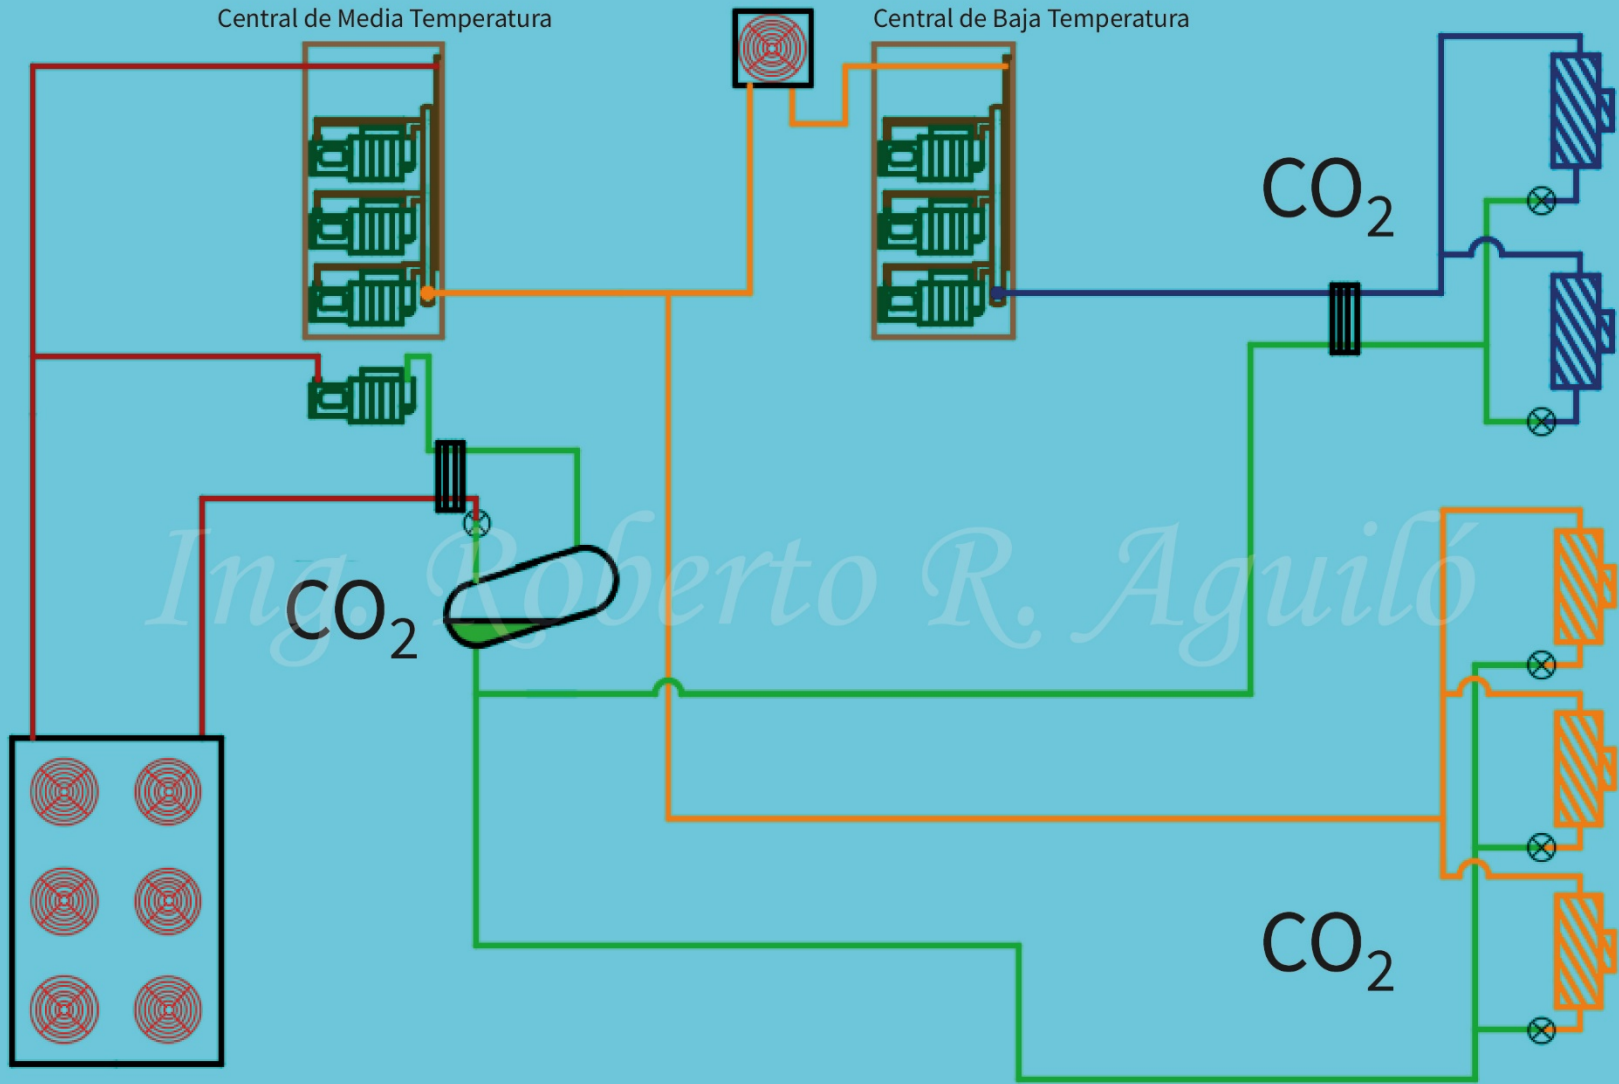 Central de Media Temperatura
Central de Baja Temperatura
CO₂
Ing. Roberto R. Aguiló
CO₂
CO₂